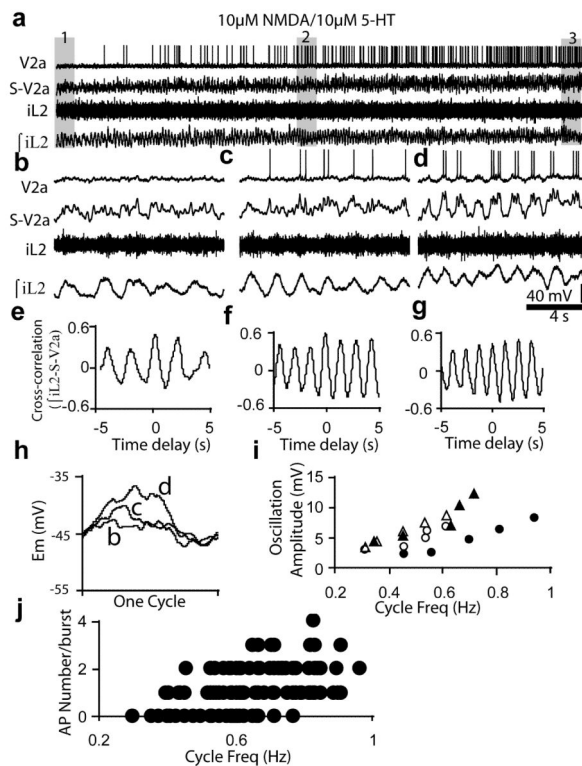 a
10µM NMDA/10µM 5-HT
1 2 3
V2a
S-V2a
iL2
∫iL2
b c d
V2a
S-V2a
iL2
∫iL2
40 mV
4 s
e f g
Cross-correlation
(∫iL2-S-V2a)
0.6
0
-0.6
-5 0 5
Time delay (s)
0.6
0
-0.6
-5 0 5
Time delay (s)
0.6
0
-0.6
-5 0 5
Time delay (s)
h
Em (mV)
-35
-45
-55
d
c
b
One Cycle
i
Oscillation
Amplitude (mV)
15
10
5
0
0.2 0.4 0.6 0.8 1
Cycle Freq (Hz)
j
AP Number/burst
4
2
0
0.2 0.6 1
Cycle Freq (Hz)